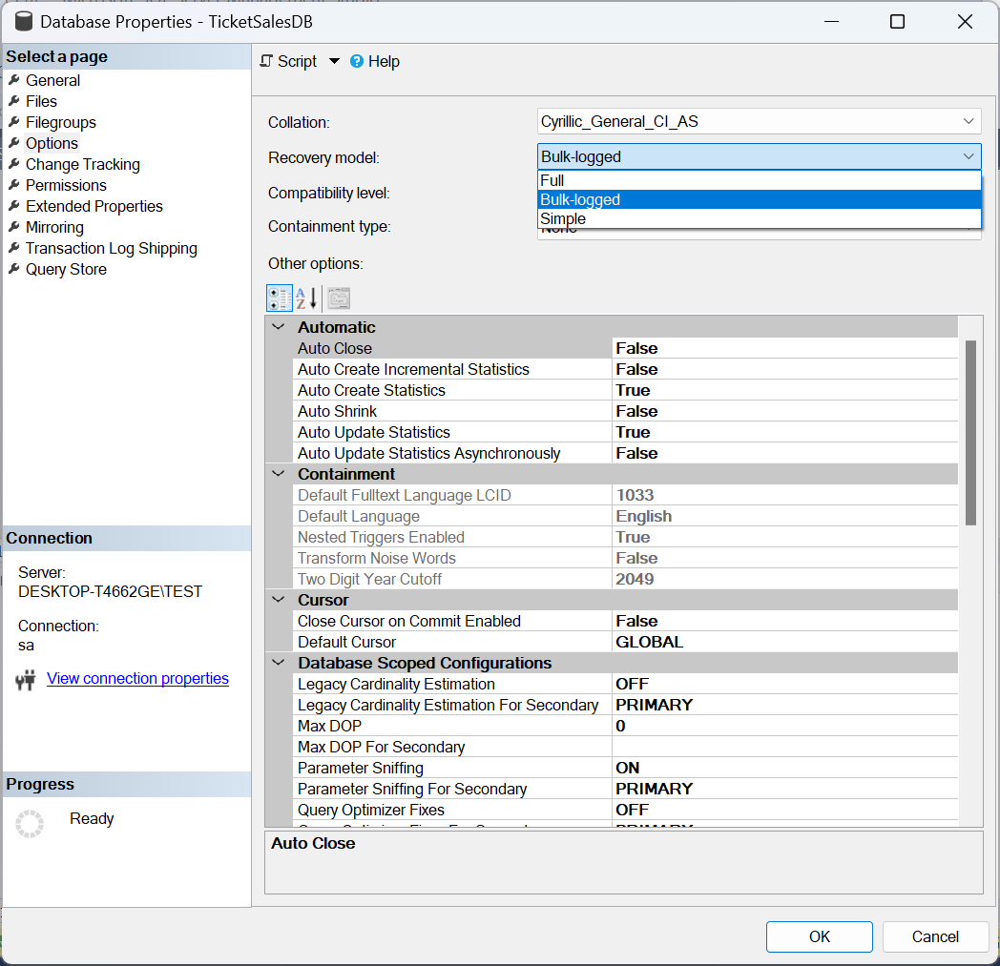 Database Properties - TicketSalesDB
Select a page
General
Files
Filegroups
Options
Change Tracking
Permissions
Extended Properties
Mirroring
Transaction Log Shipping
Query Store
Connection
Server:
DESKTOP-T4662GE\TEST
Connection:
sa
View connection properties
Progress
Ready
Script
Help
Collation: Cyrillic_General_CI_AS
Recovery model: Bulk-logged
Full
Bulk-logged
Simple
Compatibility level:
Containment type: None
Other options:
Automatic
Auto Close False
Auto Create Incremental Statistics False
Auto Create Statistics True
Auto Shrink False
Auto Update Statistics True
Auto Update Statistics Asynchronously False
Containment
Default Fulltext Language LCID 1033
Default Language English
Nested Triggers Enabled True
Transform Noise Words False
Two Digit Year Cutoff 2049
Cursor
Close Cursor on Commit Enabled False
Default Cursor GLOBAL
Database Scoped Configurations
Legacy Cardinality Estimation OFF
Legacy Cardinality Estimation For Secondary PRIMARY
Max DOP 0
Max DOP For Secondary
Parameter Sniffing ON
Parameter Sniffing For Secondary PRIMARY
Query Optimizer Fixes OFF
Auto Close
OK
Cancel